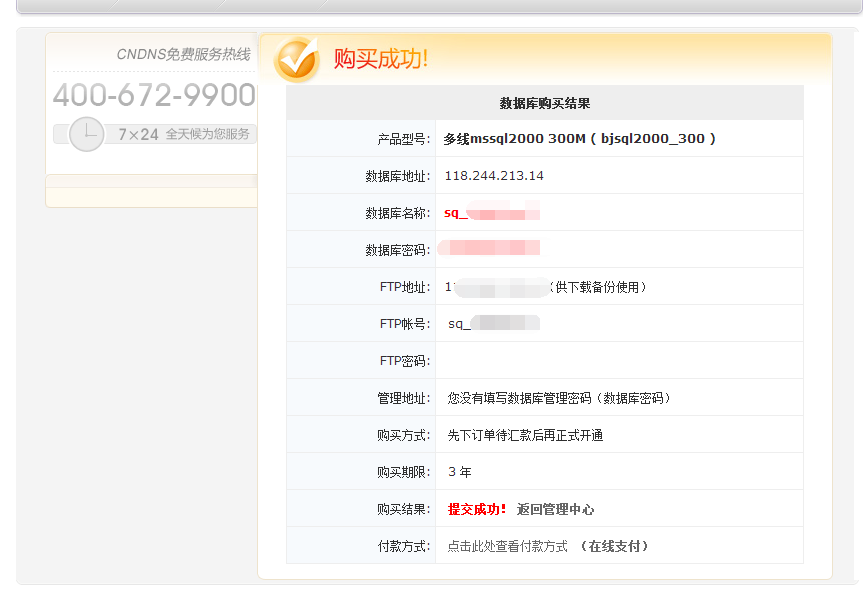 CNDNS免费服务热线
400-672-9900
7×24 全天候为您服务
购买成功!
数据库购买结果
产品型号: 多线mssql2000 300M ( bjsql2000_300 )
数据库地址: 118.244.213.14
数据库名称: sq_
数据库密码:
FTP地址: 1 (供下载备份使用)
FTP帐号: sq_
FTP密码:
管理地址: 您没有填写数据库管理密码(数据库密码)
购买方式: 先下订单待汇款后再正式开通
购买期限: 3 年
购买结果: 提交成功! 返回管理中心
付款方式: 点击此处查看付款方式 (在线支付)